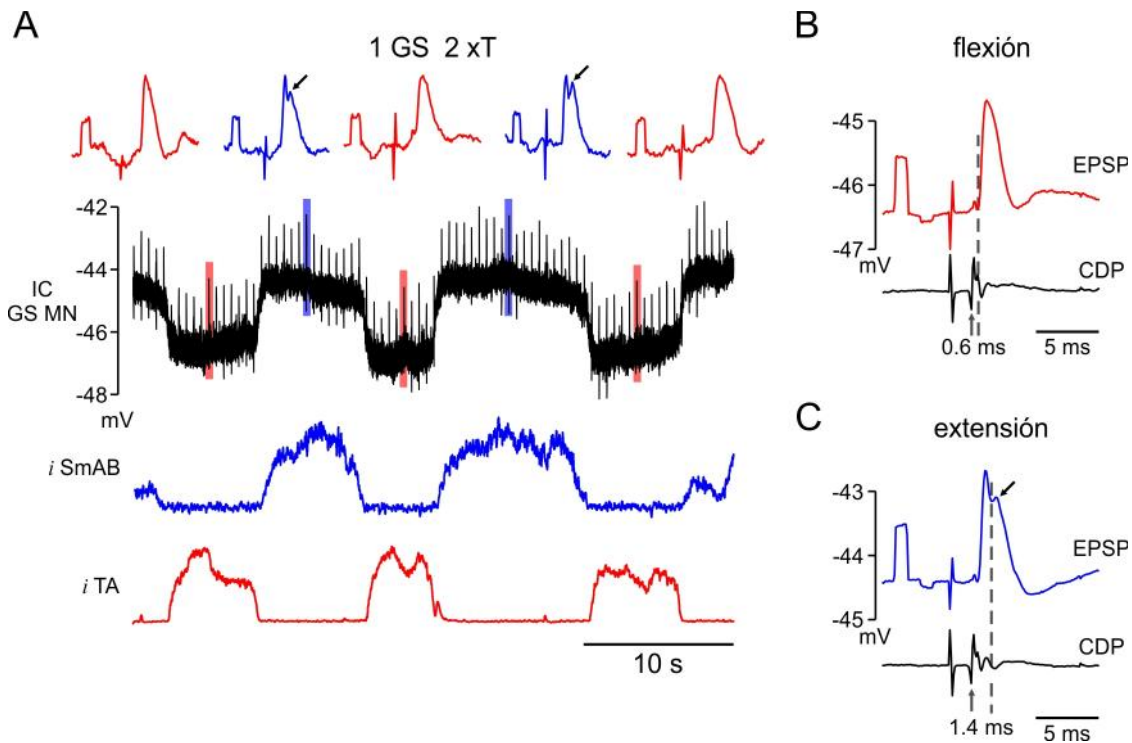 A
1 GS 2 xT
-42
-44
-46
-48
mV
IC
GS MN
i SmAB
i TA
10 s
B
flexión
-45
-46
-47
mV
EPSP
CDP
0.6 ms
5 ms
C
extensión
-43
-44
-45
mV
EPSP
CDP
1.4 ms
5 ms